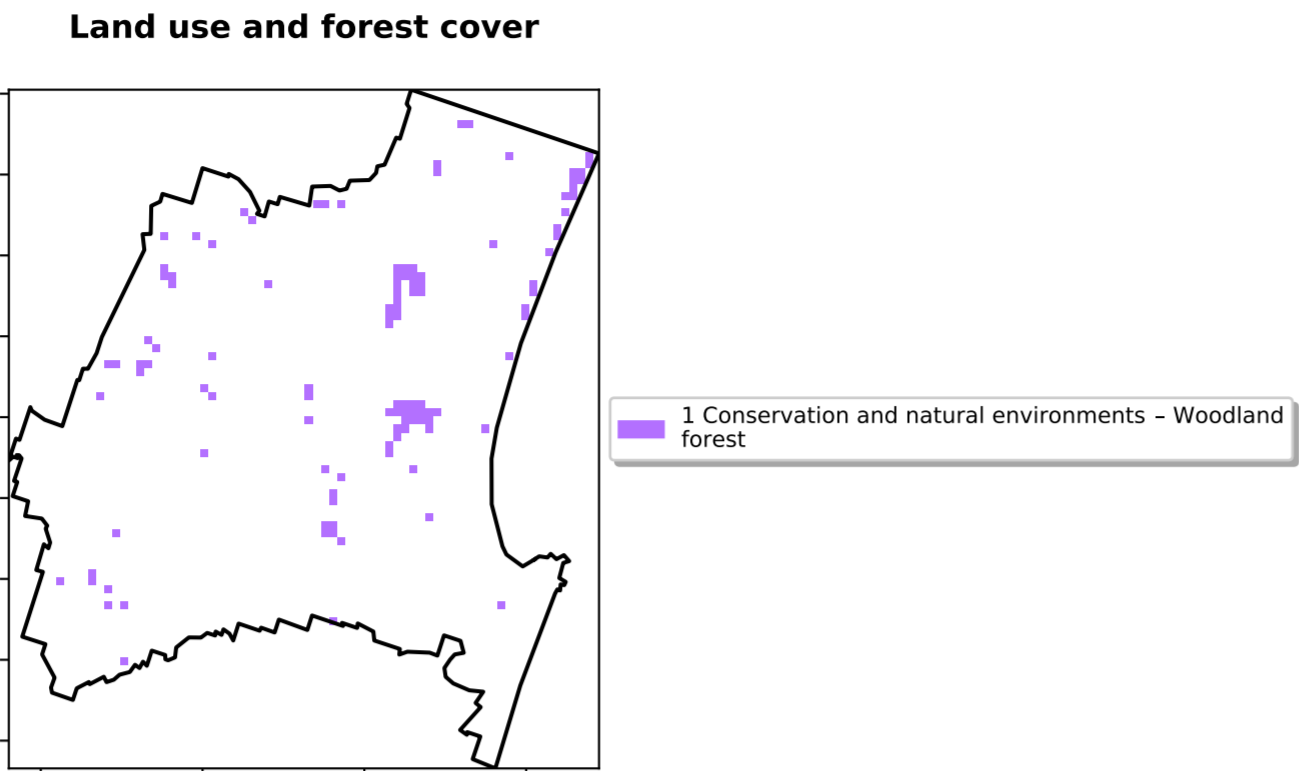 Land use and forest cover
1 Conservation and natural environments – Woodland
forest